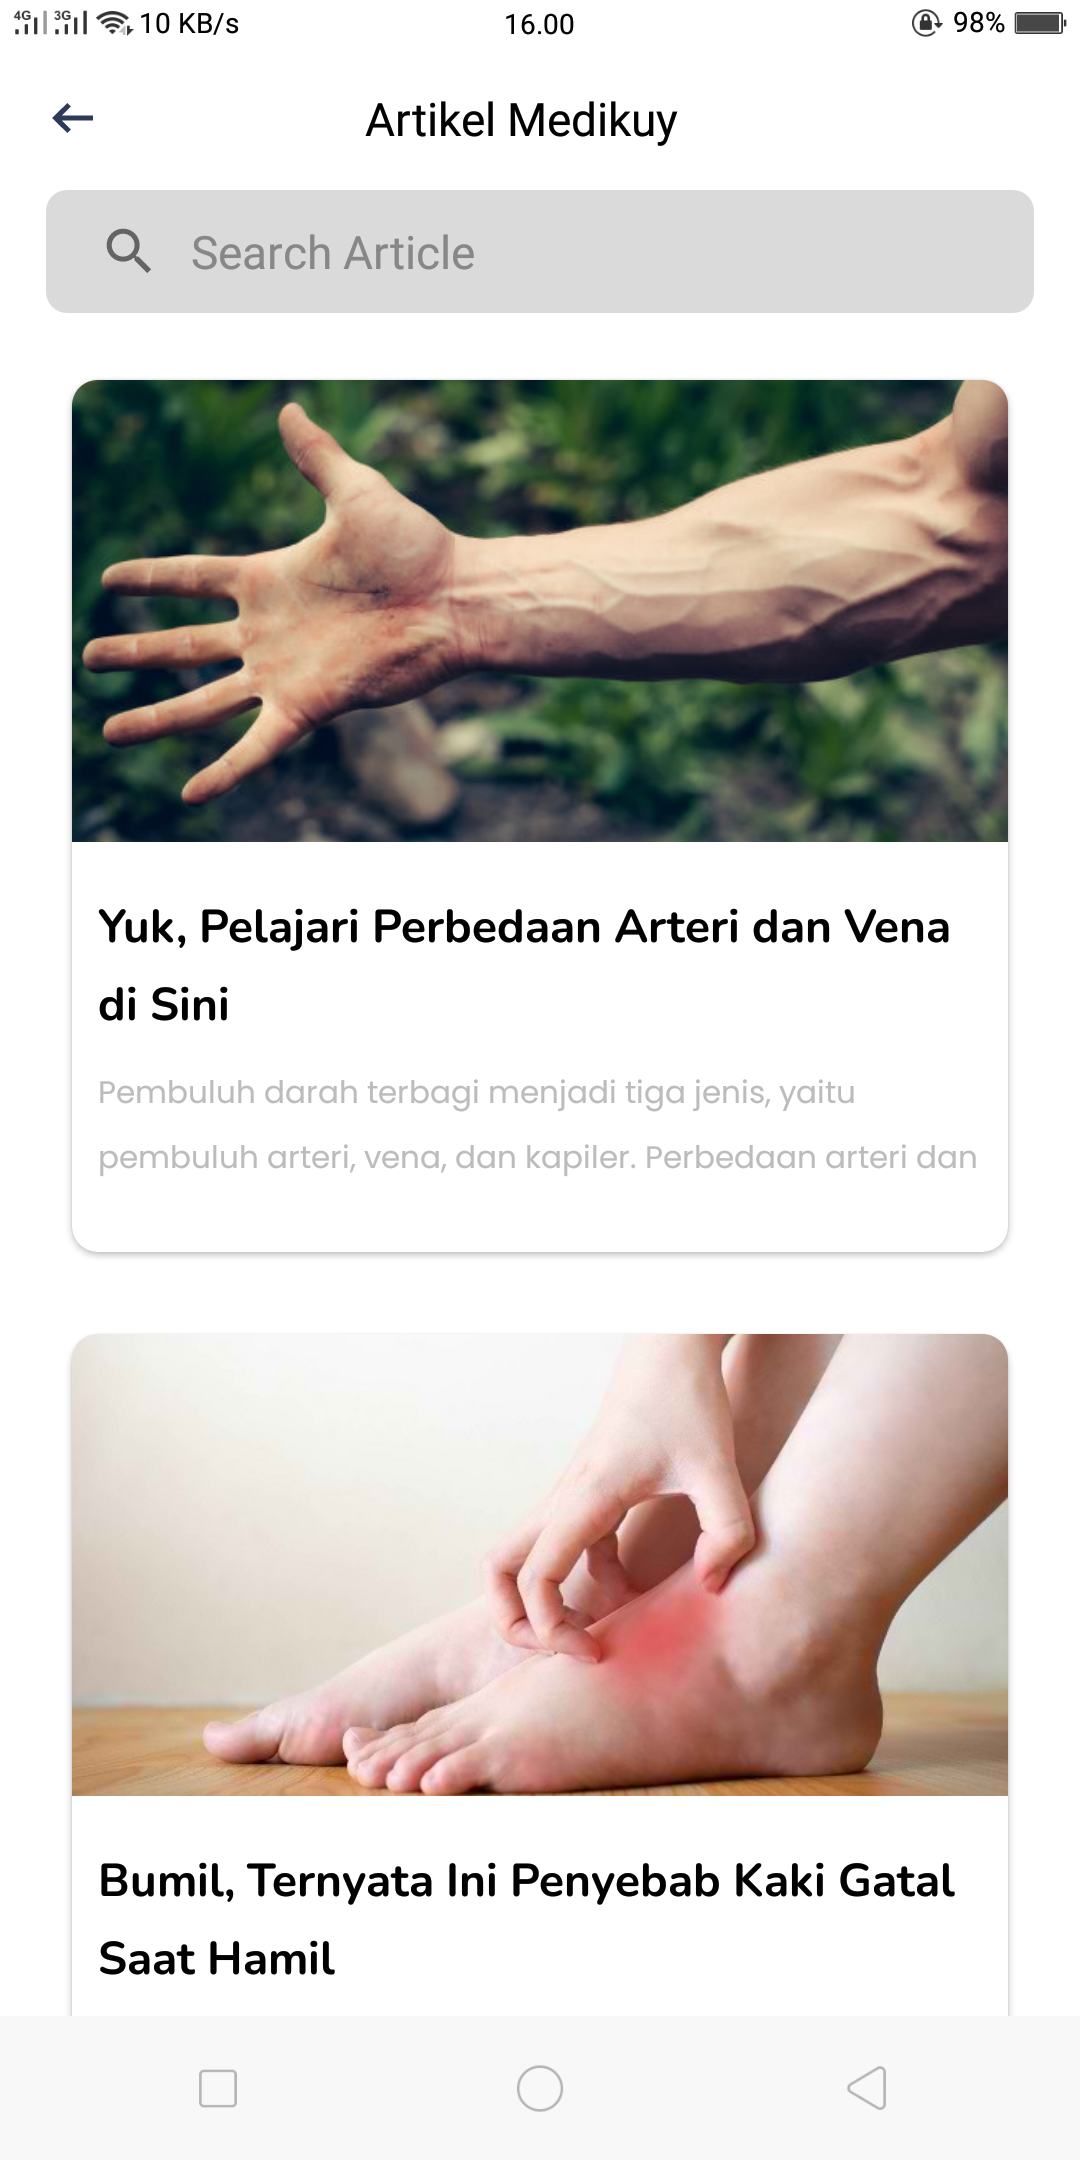 4G 3G 10 KB/s 16.00 98%
Artikel Medikuy
Search Article
Yuk, Pelajari Perbedaan Arteri dan Vena
di Sini
Pembuluh darah terbagi menjadi tiga jenis, yaitu
pembuluh arteri, vena, dan kapiler. Perbedaan arteri dan
Bumil, Ternyata Ini Penyebab Kaki Gatal
Saat Hamil